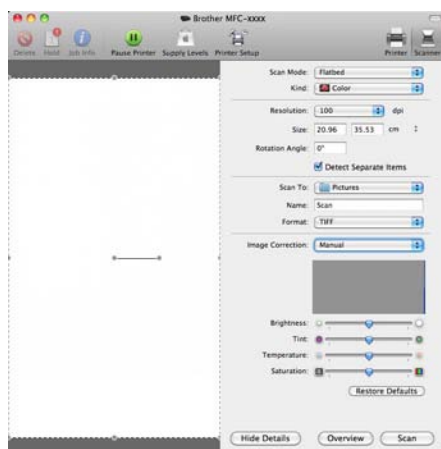 Brother MFC-xxxx
Delete Hold Job Info Pause Printer Supply Levels Printer Setup Printer Scanner
Scan Mode: Flatbed
Kind: Color
Resolution: 100 dpi
Size: 20.96 35.53 cm
Rotation Angle: 0°
Detect Separate Items
Scan To: Pictures
Name: Scan
Format: TIFF
Image Correction: Manual
Brightness:
Tint:
Temperature:
Saturation:
Restore Defaults
Hide Details Overview Scan